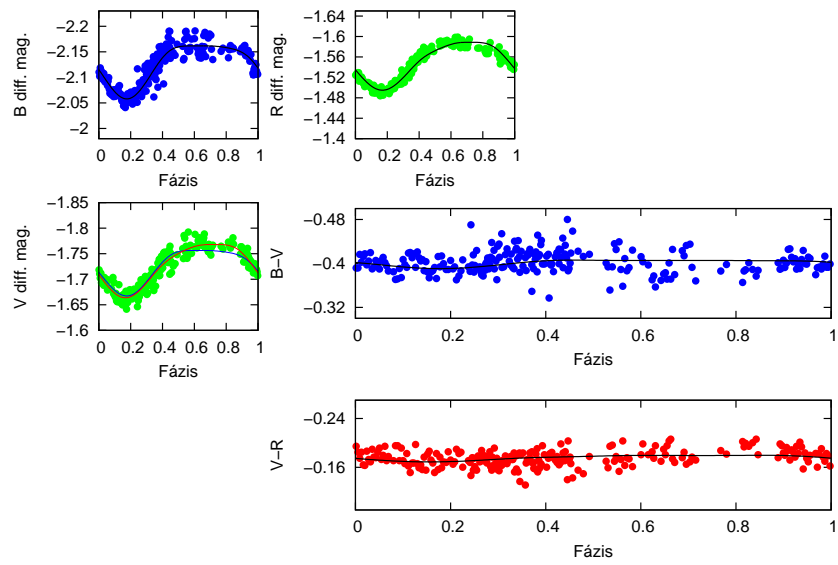 B diff. mag.
−2.2
−2.15
−2.1
−2.05
−2
0 0.2 0.4 0.6 0.8 1
Fázis
R diff. mag.
−1.64
−1.6
−1.56
−1.52
−1.48
−1.44
−1.4
0 0.2 0.4 0.6 0.8 1
Fázis
V diff. mag.
−1.85
−1.8
−1.75
−1.7
−1.65
−1.6
0 0.2 0.4 0.6 0.8 1
Fázis
B−V
−0.48
−0.4
−0.32
0 0.2 0.4 0.6 0.8 1
Fázis
V−R
−0.24
−0.16
0 0.2 0.4 0.6 0.8 1
Fázis